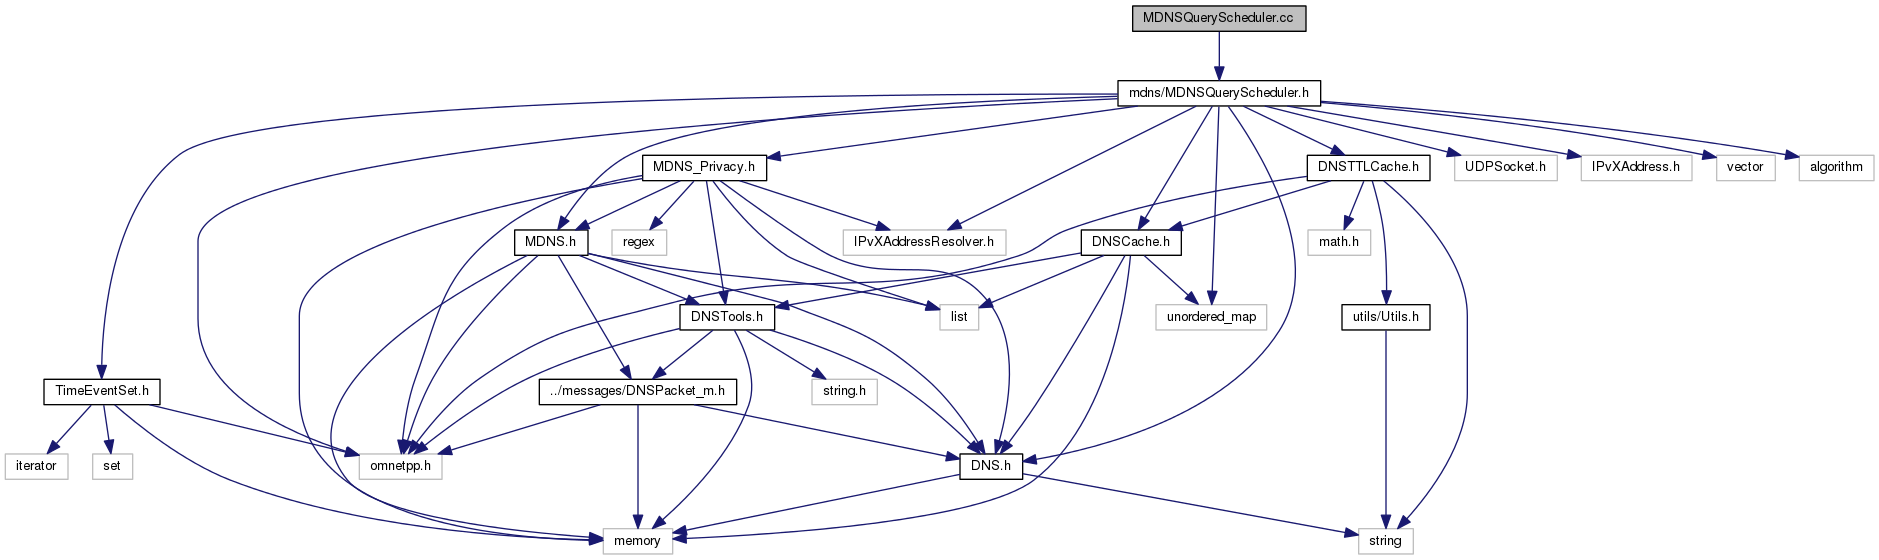 MDNSQueryScheduler.cc
mdns/MDNSQueryScheduler.h
MDNS_Privacy.h
DNSTTLCache.h
UDPSocket.h
IPvXAddress.h
vector
algorithm
MDNS.h
regex
IPvXAddressResolver.h
DNSCache.h
math.h
DNSTools.h
list
unordered_map
utils/Utils.h
TimeEventSet.h
../messages/DNSPacket_m.h
string.h
iterator
set
omnetpp.h
DNS.h
memory
string